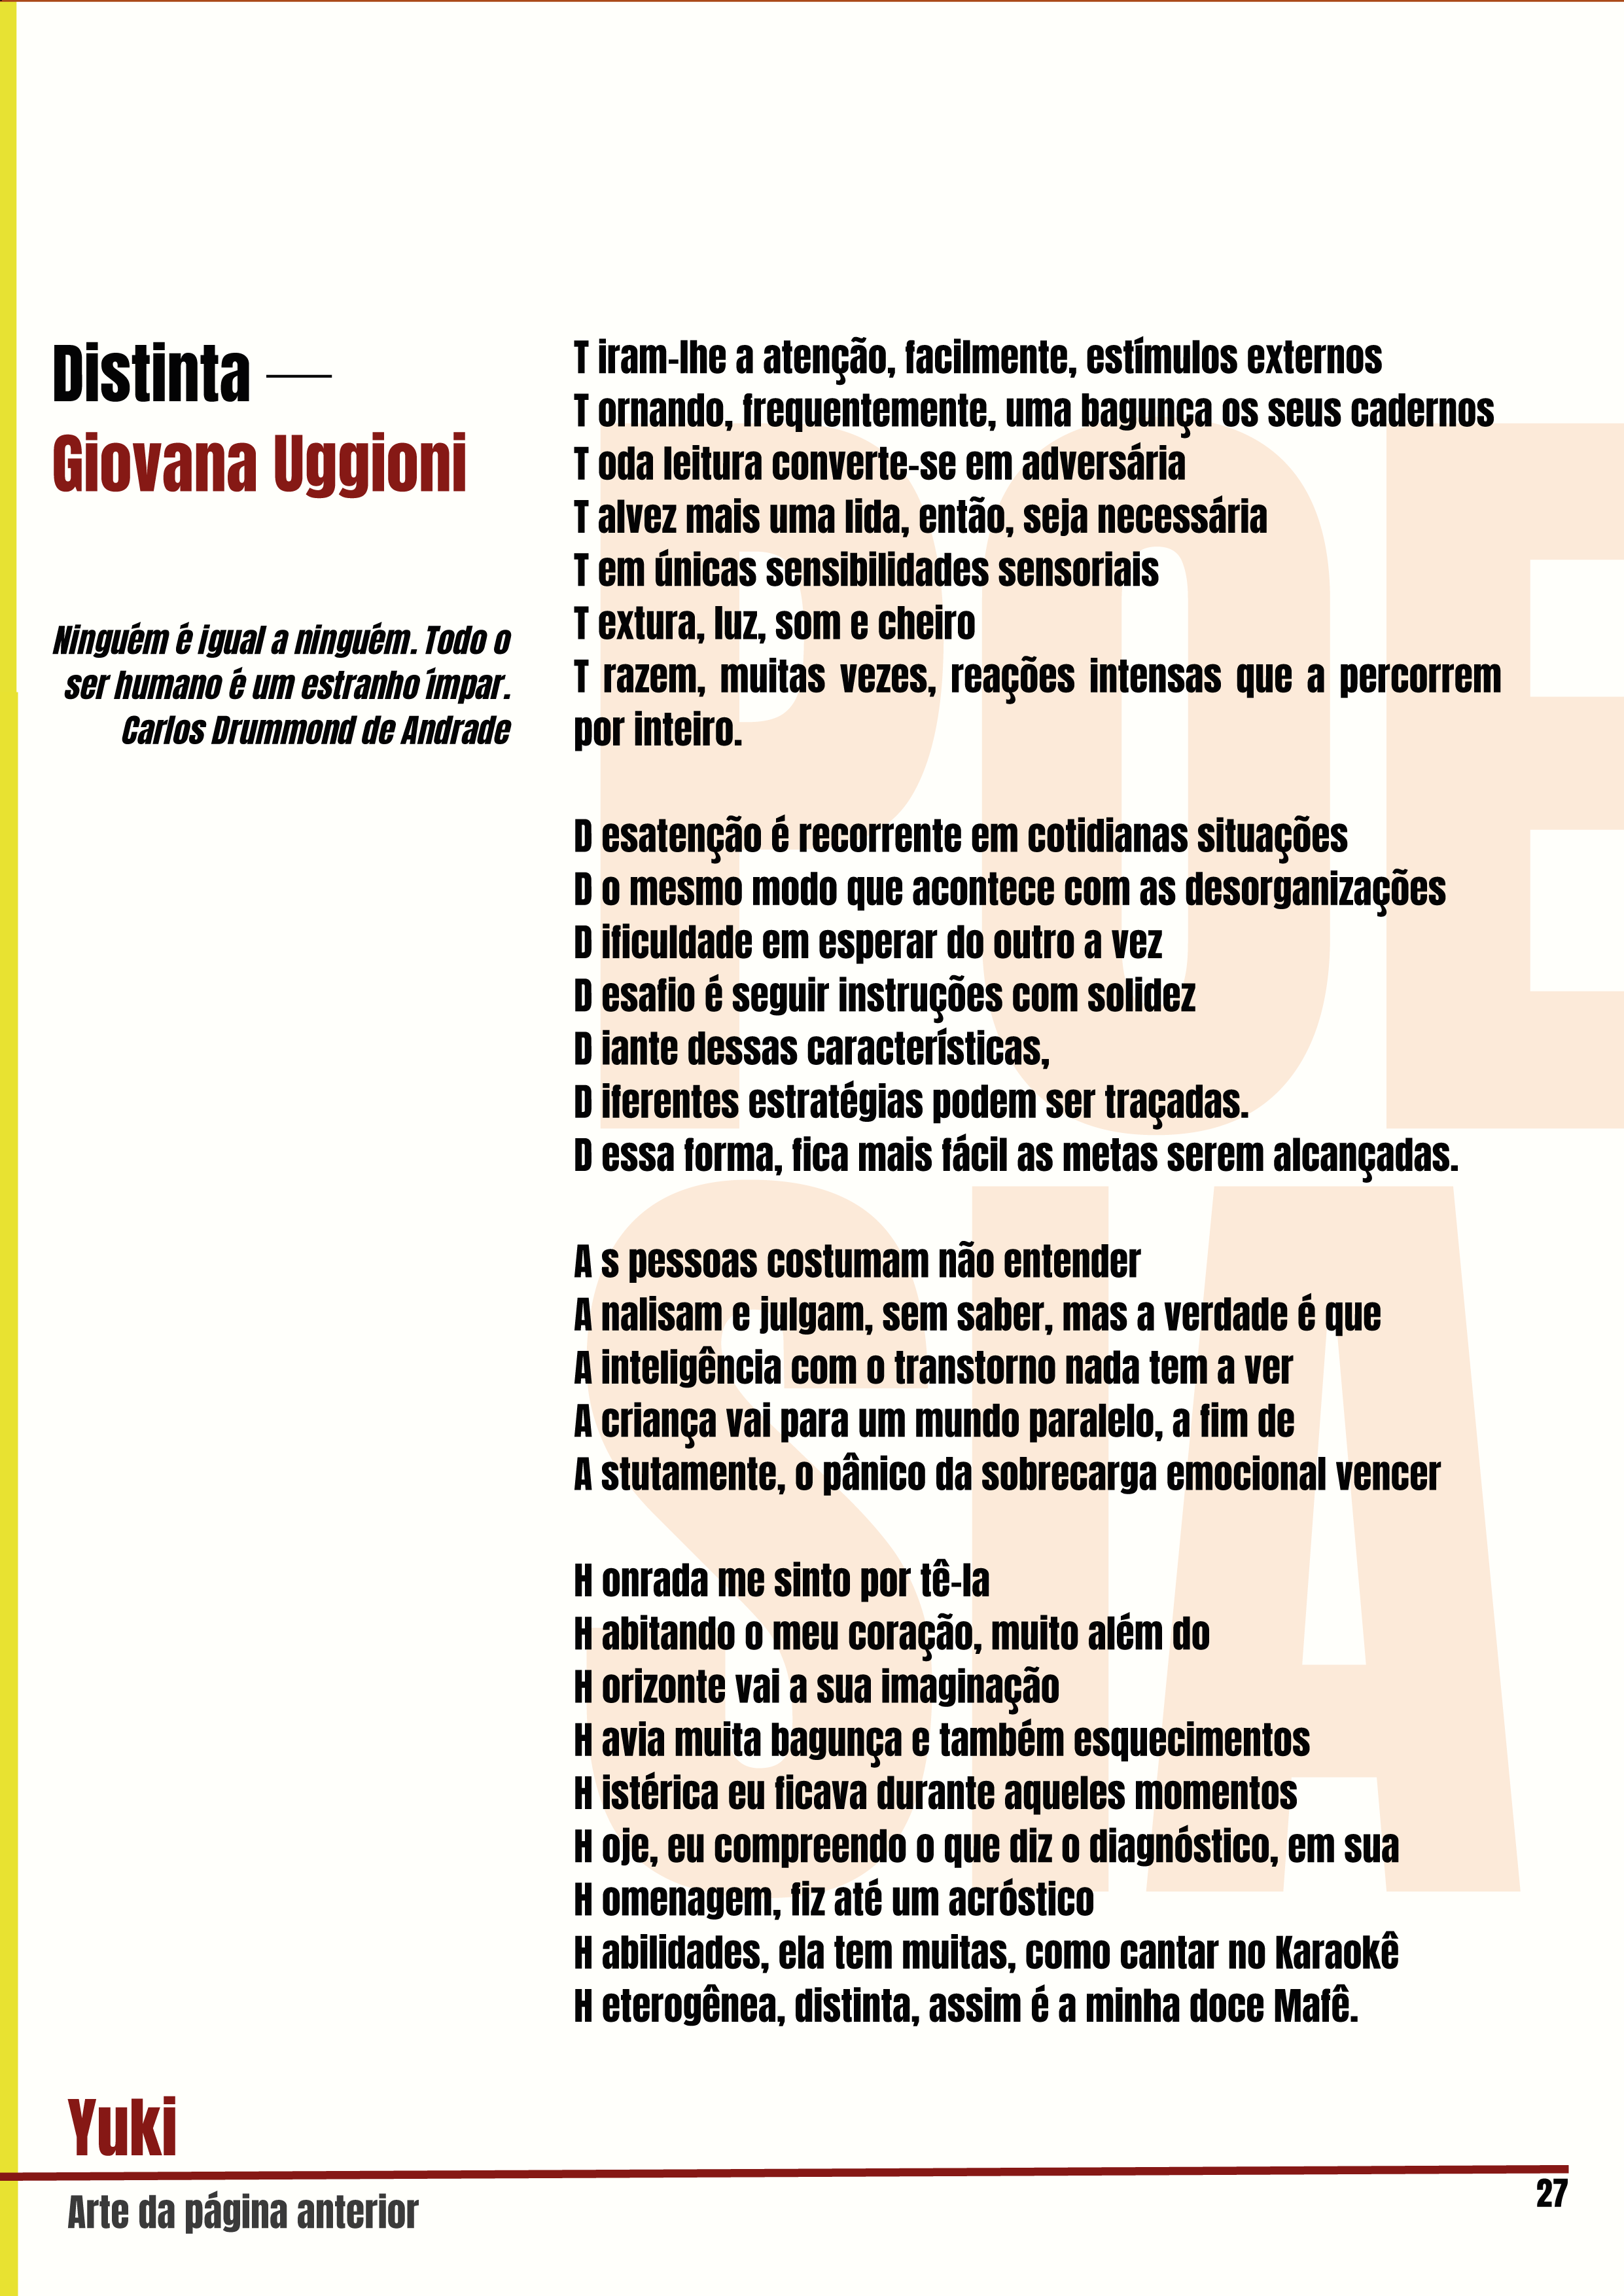 Distinta —
Giovana Uggioni
Ninguém é igual a ninguém. Todo o
ser humano é um estranho ímpar.
Carlos Drummond de Andrade
T iram-lhe a atenção, facilmente, estímulos externos
T ornando, frequentemente, uma bagunça os seus cadernos
T oda leitura converte-se em adversária
T alvez mais uma lida, então, seja necessária
T em únicas sensibilidades sensoriais
T extura, luz, som e cheiro
T razem, muitas vezes, reações intensas que a percorrem
por inteiro.
D esatenção é recorrente em cotidianas situações
D o mesmo modo que acontece com as desorganizações
D ificuldade em esperar do outro a vez
D esafio é seguir instruções com solidez
D iante dessas características,
D iferentes estratégias podem ser traçadas.
D essa forma, fica mais fácil as metas serem alcançadas.
A s pessoas costumam não entender
A nalisam e julgam, sem saber, mas a verdade é que
A inteligência com o transtorno nada tem a ver
A criança vai para um mundo paralelo, a fim de
A stutamente, o pânico da sobrecarga emocional vencer
H onrada me sinto por tê-la
H abitando o meu coração, muito além do
H orizonte vai a sua imaginação
H avia muita bagunça e também esquecimentos
H istérica eu ficava durante aqueles momentos
H oje, eu compreendo o que diz o diagnóstico, em sua
H omenagem, fiz até um acróstico
H abilidades, ela tem muitas, como cantar no Karaokê
H eterogênea, distinta, assim é a minha doce Mafê.
POE
SIA
Yuki
Arte da página anterior
27